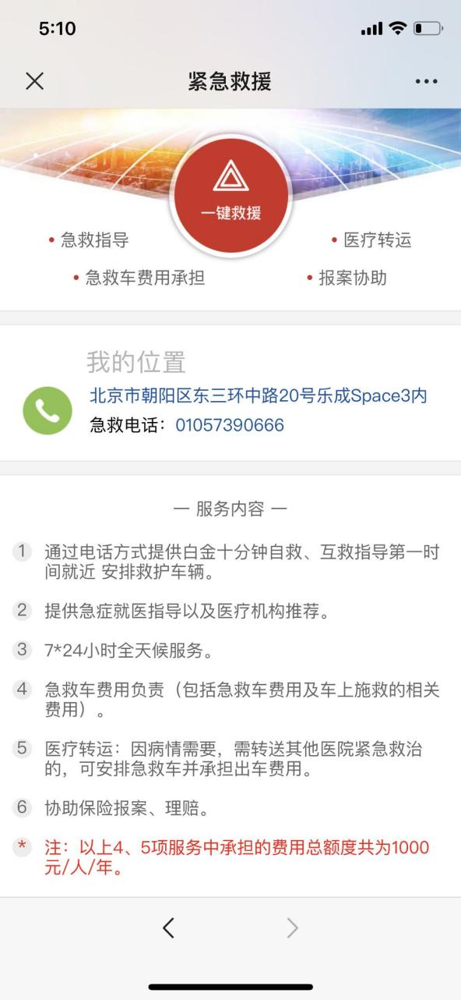 5:10
紧急救援
一键救援
•急救指导
•医疗转运
•急救车费用承担
•报案协助
我的位置
北京市朝阳区东三环中路20号乐成Space3内
急救电话：01057390666
— 服务内容 —
1 通过电话方式提供白金十分钟自救、互救指导第一时
间就近 安排救护车辆。
2 提供急症就医指导以及医疗机构推荐。
3 7*24小时全天候服务。
4 急救车费用负责（包括急救车费用及车上施救的相关
费用）。
5 医疗转运：因病情需要，需转送其他医院紧急救治
的，可安排急救车并承担出车费用。
6 协助保险报案、理赔。
* 注：以上4、5项服务中承担的费用总额度共为1000
元/人/年。